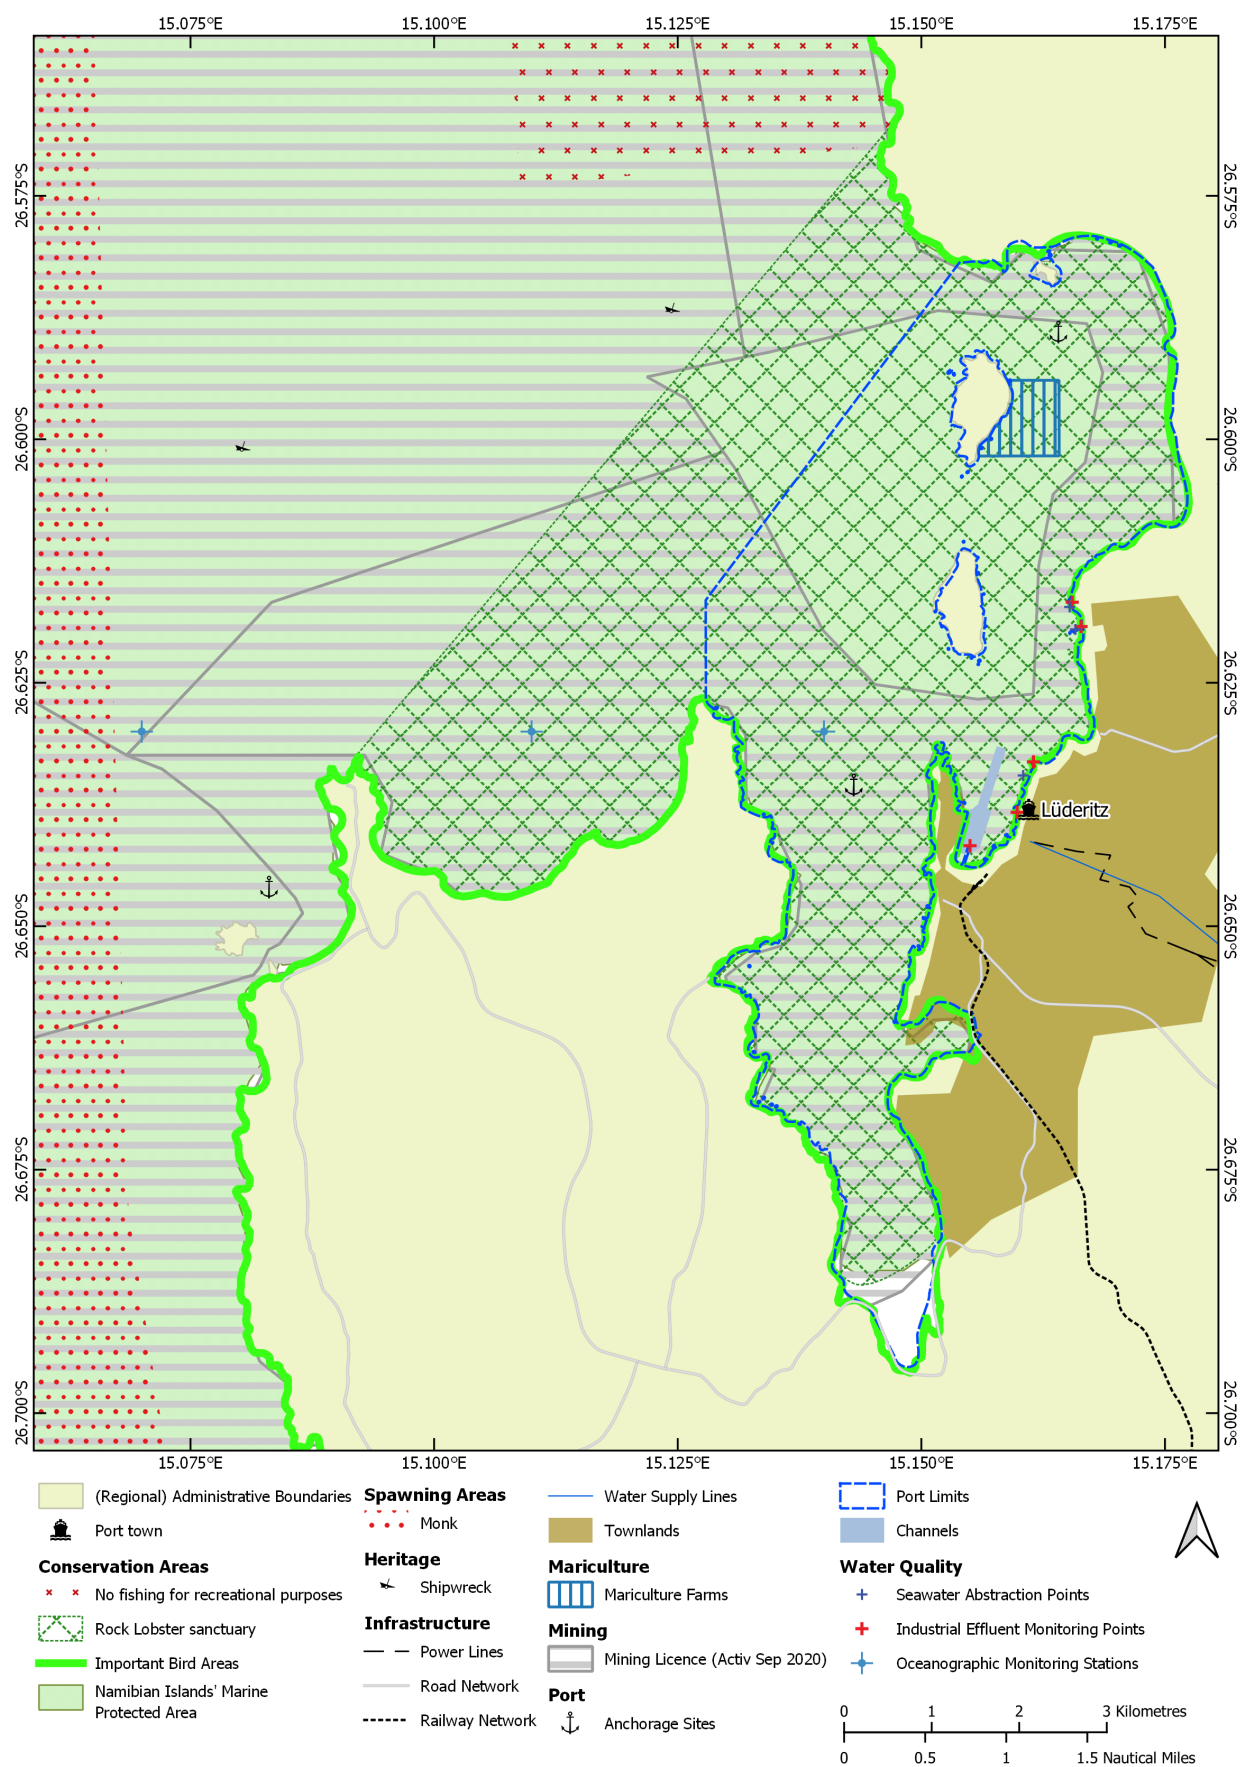 15.075°E 15.100°E 15.125°E 15.150°E 15.175°E
26.575°S 26.575°S
26.600°S 26.600°S
26.625°S 26.625°S
Lüderitz
26.650°S 26.650°S
26.675°S 26.675°S
26.700°S 26.700°S
15.075°E 15.100°E 15.125°E 15.150°E 15.175°E
(Regional) Administrative Boundaries
Port town
Conservation Areas
No fishing for recreational purposes
Rock Lobster sanctuary
Important Bird Areas
Namibian Islands' Marine
Protected Area
Spawning Areas
Monk
Heritage
Shipwreck
Infrastructure
Power Lines
Road Network
Railway Network
Water Supply Lines
Townlands
Mariculture
Mariculture Farms
Mining
Mining Licence (Activ Sep 2020)
Port
Anchorage Sites
Port Limits
Channels
Water Quality
Seawater Abstraction Points
Industrial Effluent Monitoring Points
Oceanographic Monitoring Stations
0 1 2 3 Kilometres
0 0.5 1 1.5 Nautical Miles